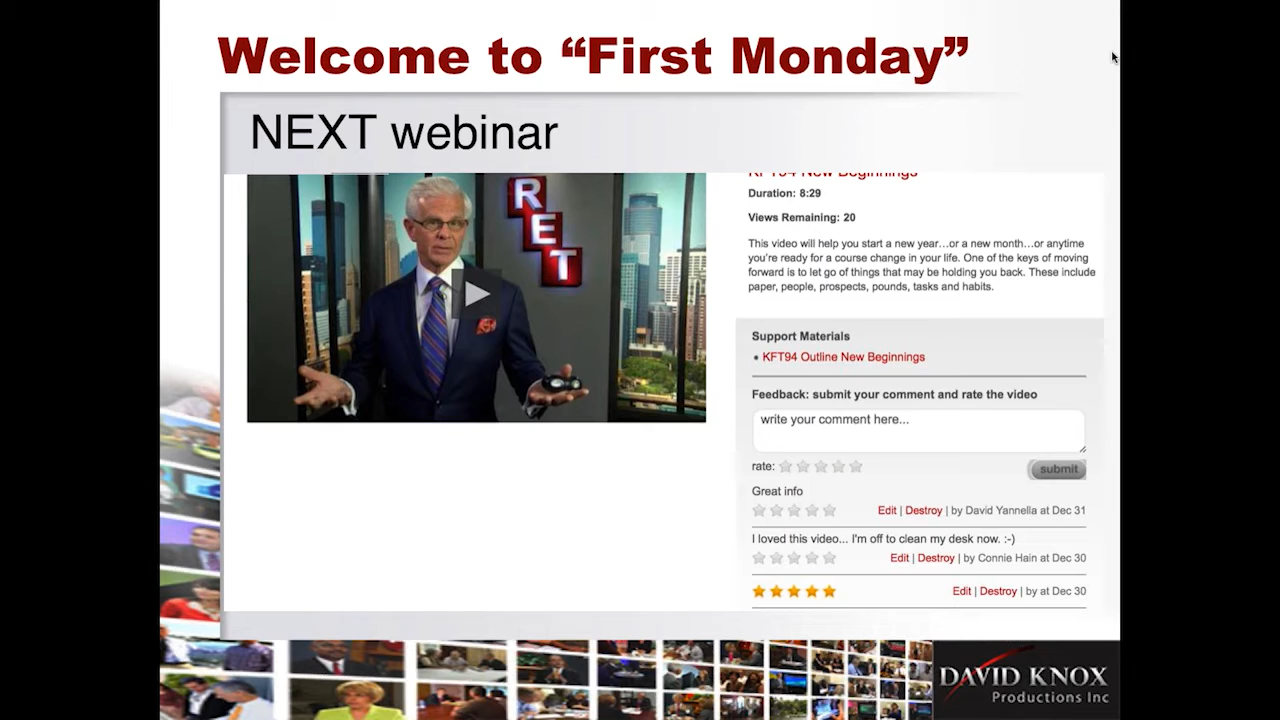 Welcome to “First Monday”
NEXT webinar
RET
KFT94 New Beginnings
Duration: 8:29
Views Remaining: 20
This video will help you start a new year…or a new month…or anytime
you're ready for a course change in your life. One of the keys of moving
forward is to let go of things that may be holding you back. These include
paper, people, prospects, pounds, tasks and habits.
Support Materials
• KFT94 Outline New Beginnings
Feedback: submit your comment and rate the video
write your comment here...
rate:
submit
Great info
Edit | Destroy | by David Yannella at Dec 31
I loved this video... I'm off to clean my desk now. :-)
Edit | Destroy | by Connie Hain at Dec 30
Edit | Destroy | by at Dec 30
DAVID KNOX
Productions Inc